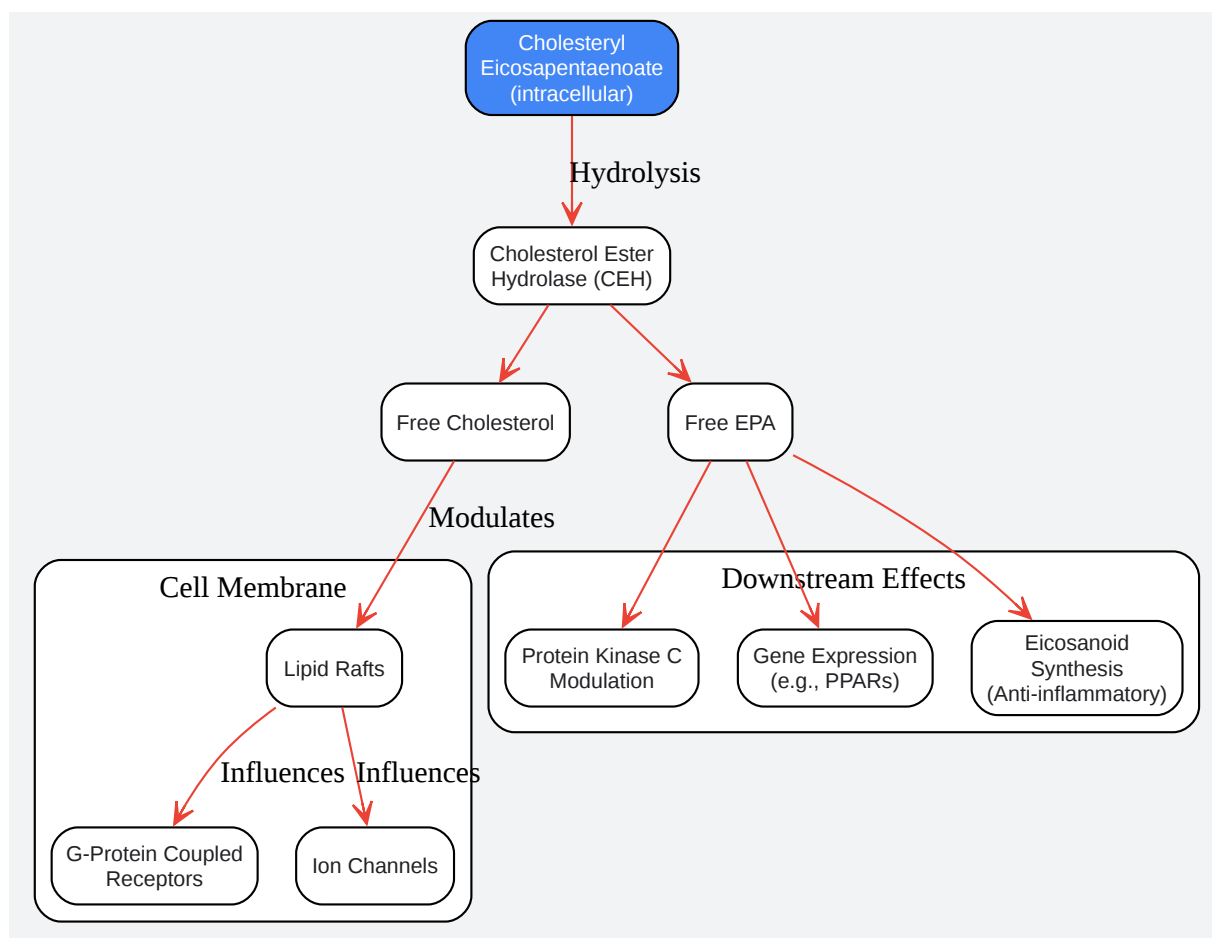 Cholesteryl
Eicosapentaenoate
(intracellular)
Hydrolysis
Cholesterol Ester
Hydrolase (CEH)
Free Cholesterol
Free EPA
Modulates
Cell Membrane
Downstream Effects
Lipid Rafts
Protein Kinase C
Modulation
Gene Expression
(e.g., PPARs)
Eicosanoid
Synthesis
(Anti-inflammatory)
Influences
Influences
G-Protein Coupled
Receptors
Ion Channels